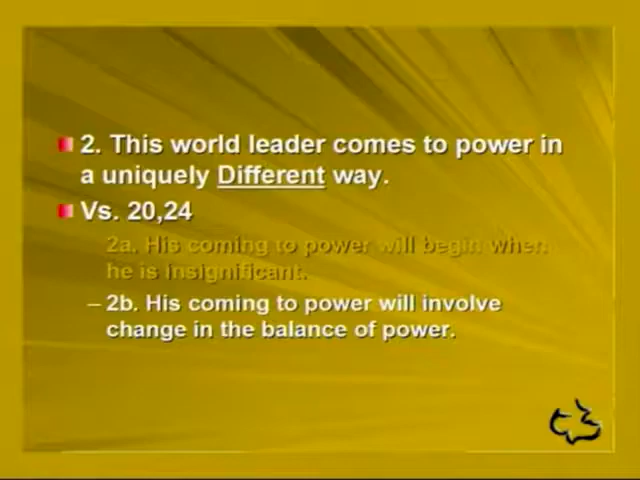 2. This world leader comes to power in
a uniquely Different way.
Vs. 20,24
2a. His coming to power will begin when
he is insignificant.
– 2b. His coming to power will involve
change in the balance of power.